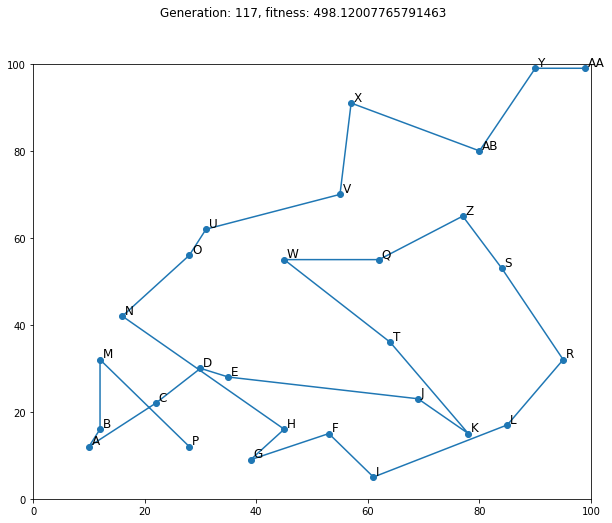 Generation: 117, fitness: 498.12007765791463
100
Y
AA
X
AB
80
V
Z
U
60
O
W
Q
S
N
40
T
M
R
D
E
J
20
C
B
H
F
K
L
A
P
G
I
0
0
20
40
60
80
100